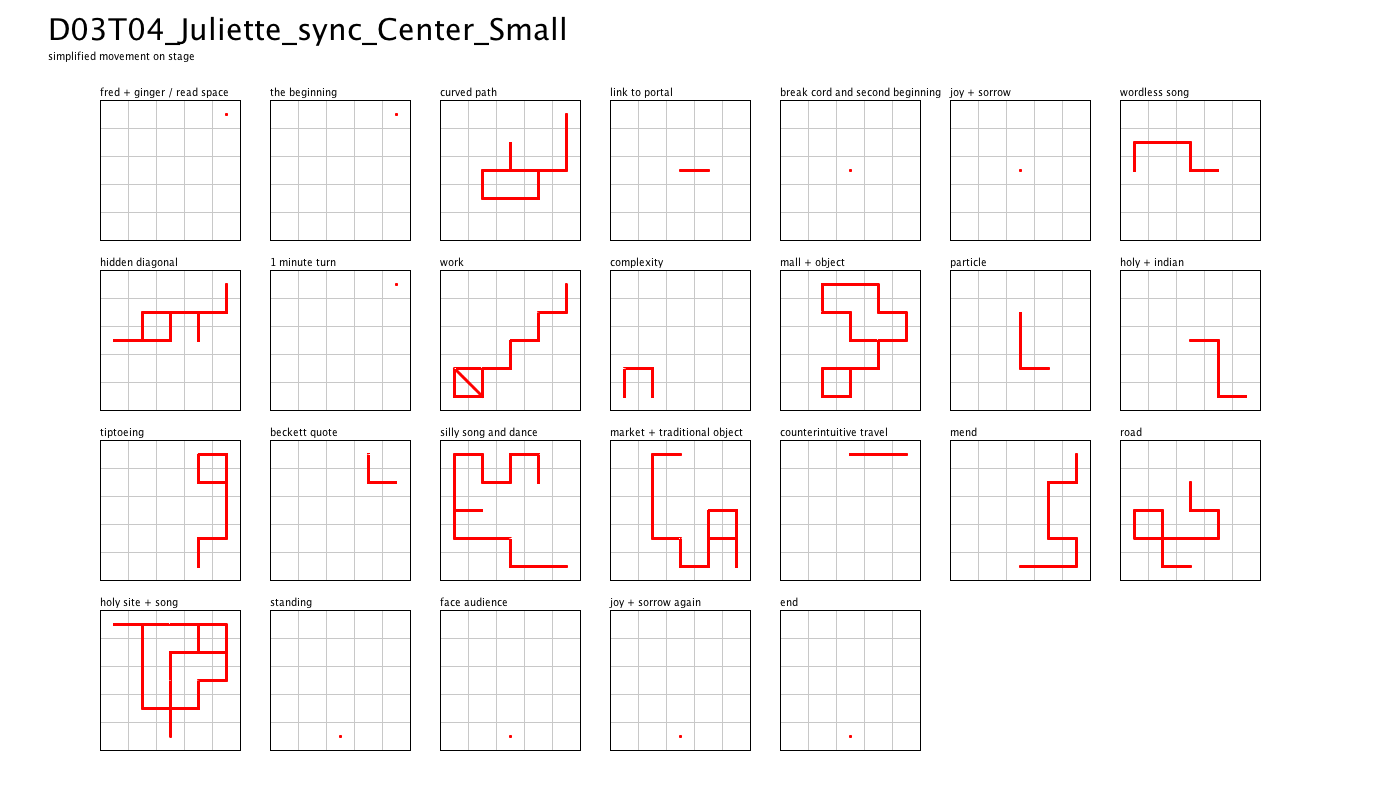 D03T04_Juliette_sync_Center_Small
simplified movement on stage
fred + ginger / read space
the beginning
curved path
link to portal
break cord and second beginning
joy + sorrow
wordless song
hidden diagonal
1 minute turn
work
complexity
mall + object
particle
holy + indian
tiptoeing
beckett quote
silly song and dance
market + traditional object
counterintuitive travel
mend
road
holy site + song
standing
face audience
joy + sorrow again
end